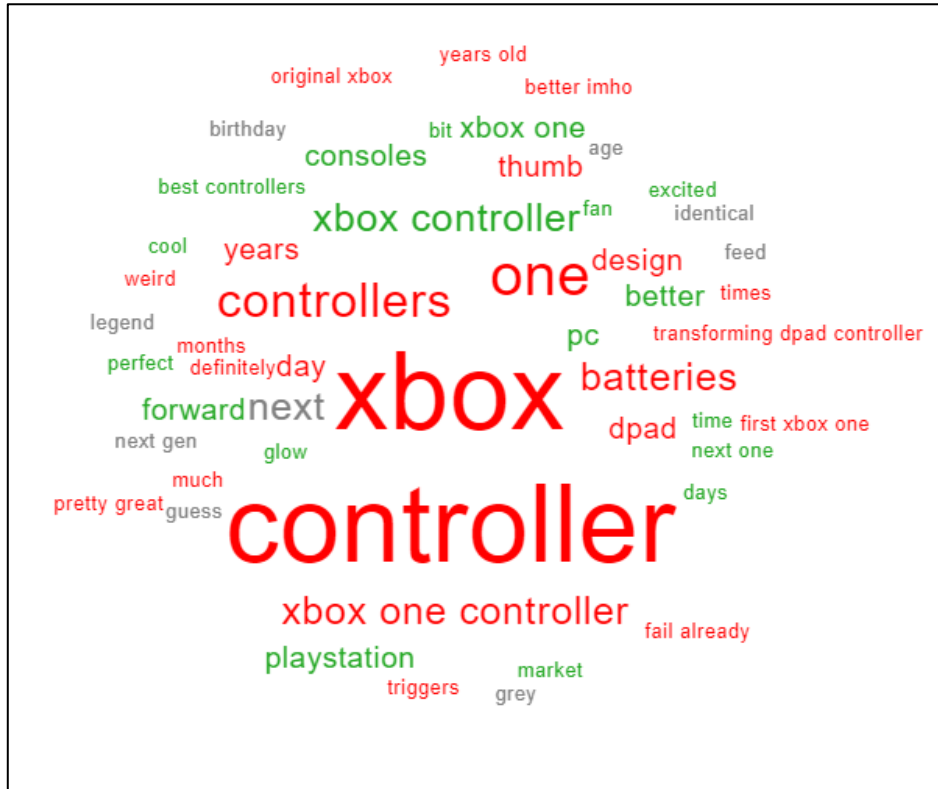 years old
original xbox
better imho
birthday
bit
xbox one
age
consoles
thumb
best controllers
excited
xbox controller
fan
identical
cool
years
one
design
feed
weird
controllers
better
times
legend
pc
transforming dpad controller
months
perfect
definitely
day
xbox
batteries
forward
next
dpad
time
first xbox one
next gen
glow
next one
much
days
pretty great
guess
controller
xbox one controller
fail already
playstation
market
triggers
grey